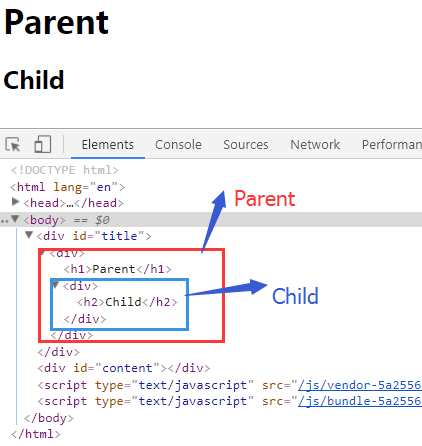 Parent
Child
Elements Console Sources Network Performan
<!DOCTYPE html>
<html lang="en">
<head>…</head>
<body> == $0
Parent
<div id="title">
<div>
<h1>Parent</h1>
<div>
Child
<h2>Child</h2>
</div>
</div>
</div>
<div id="content"></div>
<script type="text/javascript" src="/js/vendor-5a2556
<script type="text/javascript" src="/js/bundle-5a2556
</body>
</html>